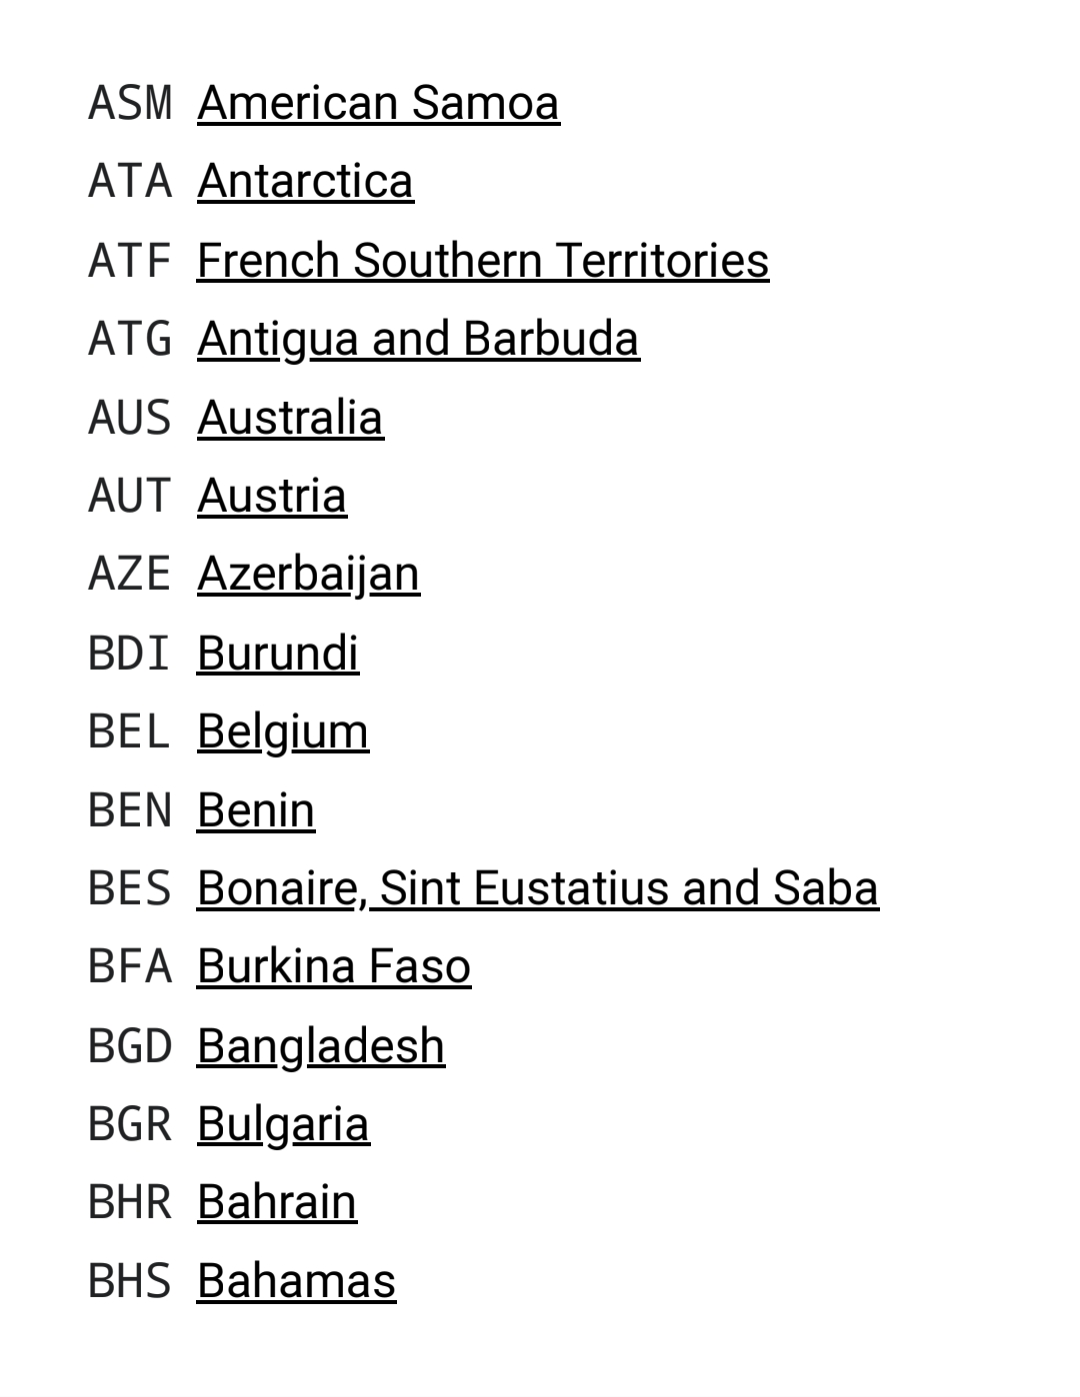 ASM American Samoa
ATA Antarctica
ATF French Southern Territories
ATG Antigua and Barbuda
AUS Australia
AUT Austria
AZE Azerbaijan
BDI Burundi
BEL Belgium
BEN Benin
BES Bonaire, Sint Eustatius and Saba
BFA Burkina Faso
BGD Bangladesh
BGR Bulgaria
BHR Bahrain
BHS Bahamas